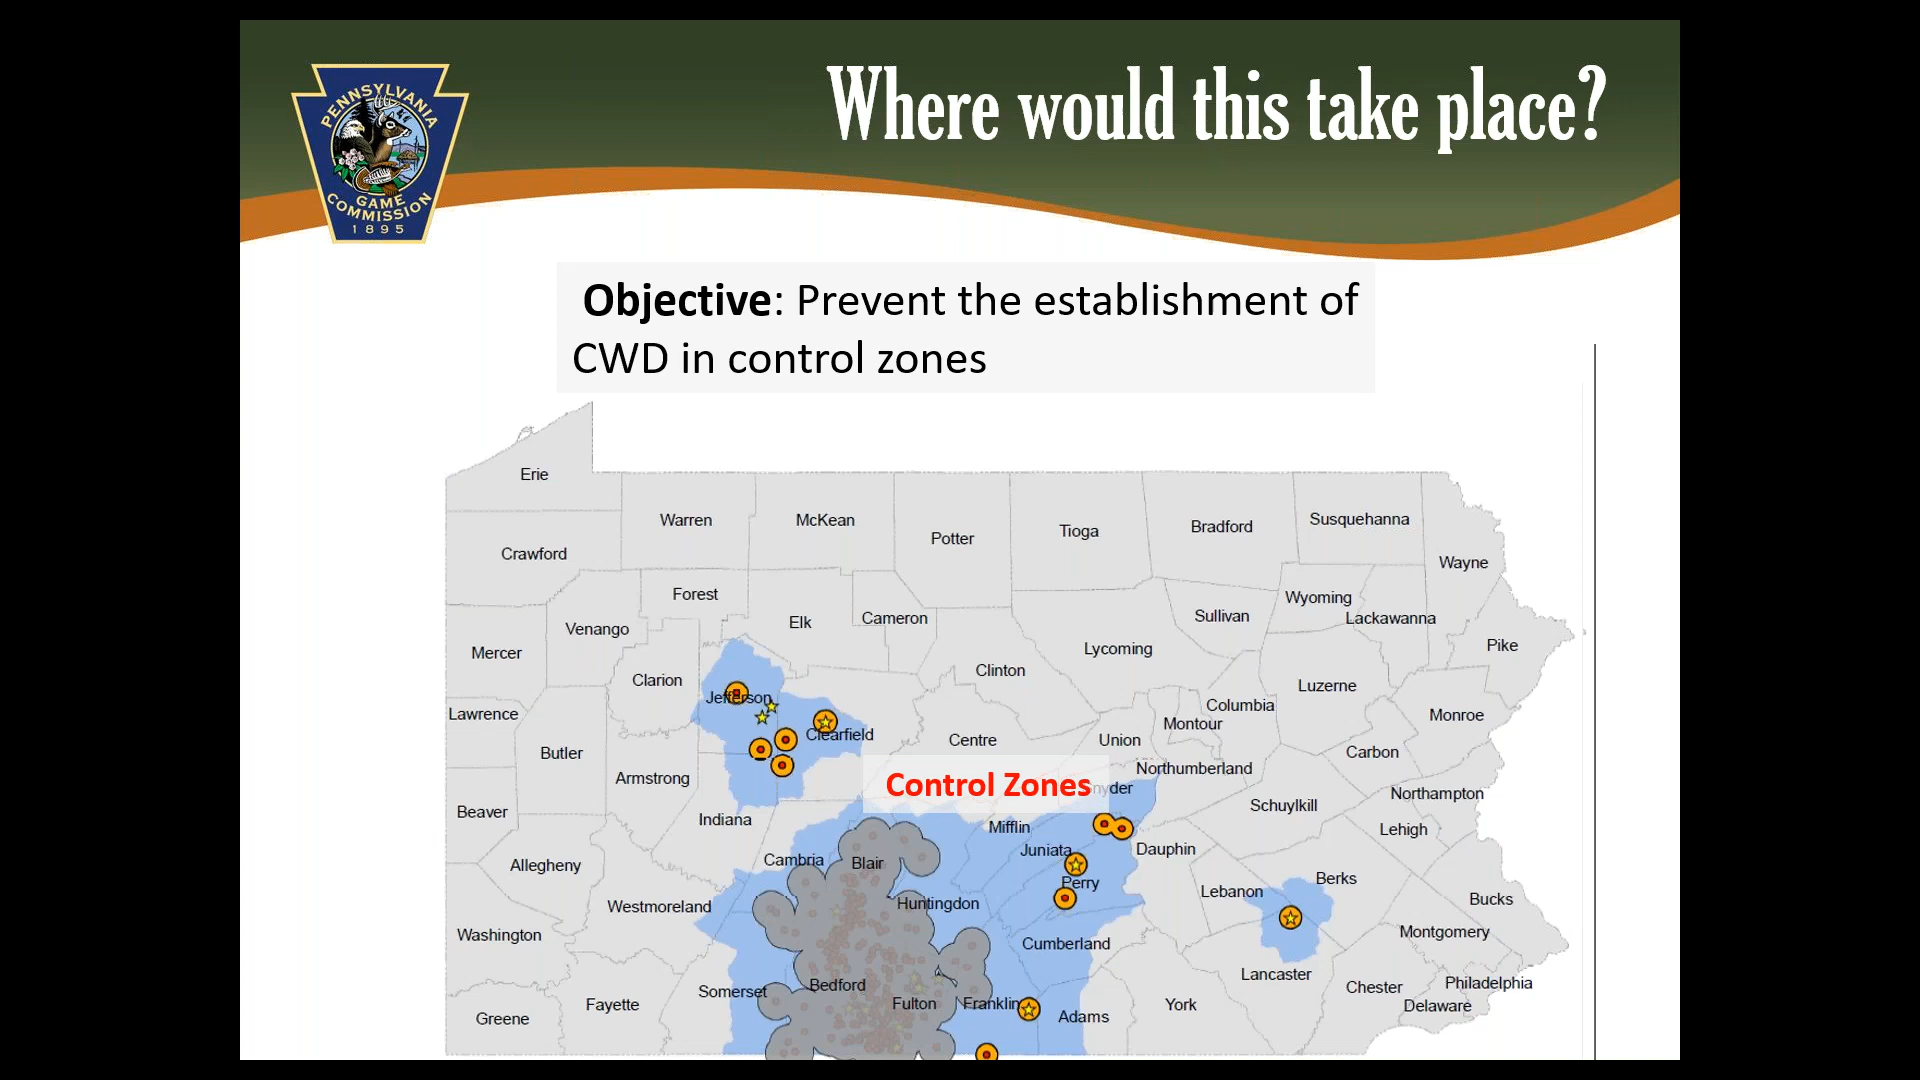 PENNSYLVANIA
GAME
COMMISSION
1895
Where would this take place?
Objective: Prevent the establishment of
CWD in control zones
Erie
Warren
McKean
Potter
Tioga
Bradford
Susquehanna
Crawford
Wayne
Forest
Elk
Cameron
Sullivan
Wyoming
Lackawanna
Venango
Mercer
Clarion
Clinton
Lycoming
Pike
Luzerne
Jefferson
Lawrence
Columbia
Montour
Monroe
Clearfield
Centre
Union
Butler
Carbon
Armstrong
Control Zones
nyder
Northumberland
Northampton
Beaver
Indiana
Mifflin
Schuylkill
Lehigh
Allegheny
Cambria
Blair
Juniata
Dauphin
Perry
Lebanon
Berks
Bucks
Westmoreland
Huntingdon
Washington
Cumberland
Montgomery
Lancaster
Somerset
Bedford
Chester
Philadelphia
Greene
Fayette
Fulton
Franklin
Adams
York
Delaware